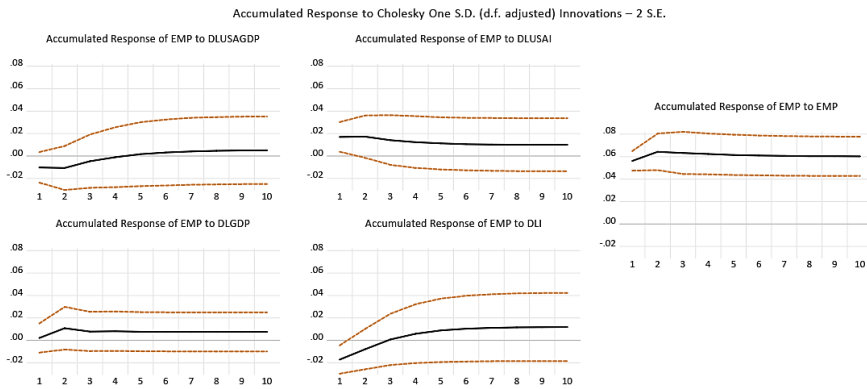 Accumulated Response to Cholesky One S.D. (d.f. adjusted) Innovations – 2 S.E.
Accumulated Response of EMP to DLUSAGDP
.08
.06
.04
.02
.00
-.02
1 2 3 4 5 6 7 8 9 10
Accumulated Response of EMP to DLUSAI
.08
.06
.04
.02
.00
-.02
1 2 3 4 5 6 7 8 9 10
Accumulated Response of EMP to EMP
.08
.06
.04
.02
.00
-.02
1 2 3 4 5 6 7 8 9 10
Accumulated Response of EMP to DLGDP
.08
.06
.04
.02
.00
-.02
1 2 3 4 5 6 7 8 9 10
Accumulated Response of EMP to DLI
.08
.06
.04
.02
.00
-.02
1 2 3 4 5 6 7 8 9 10